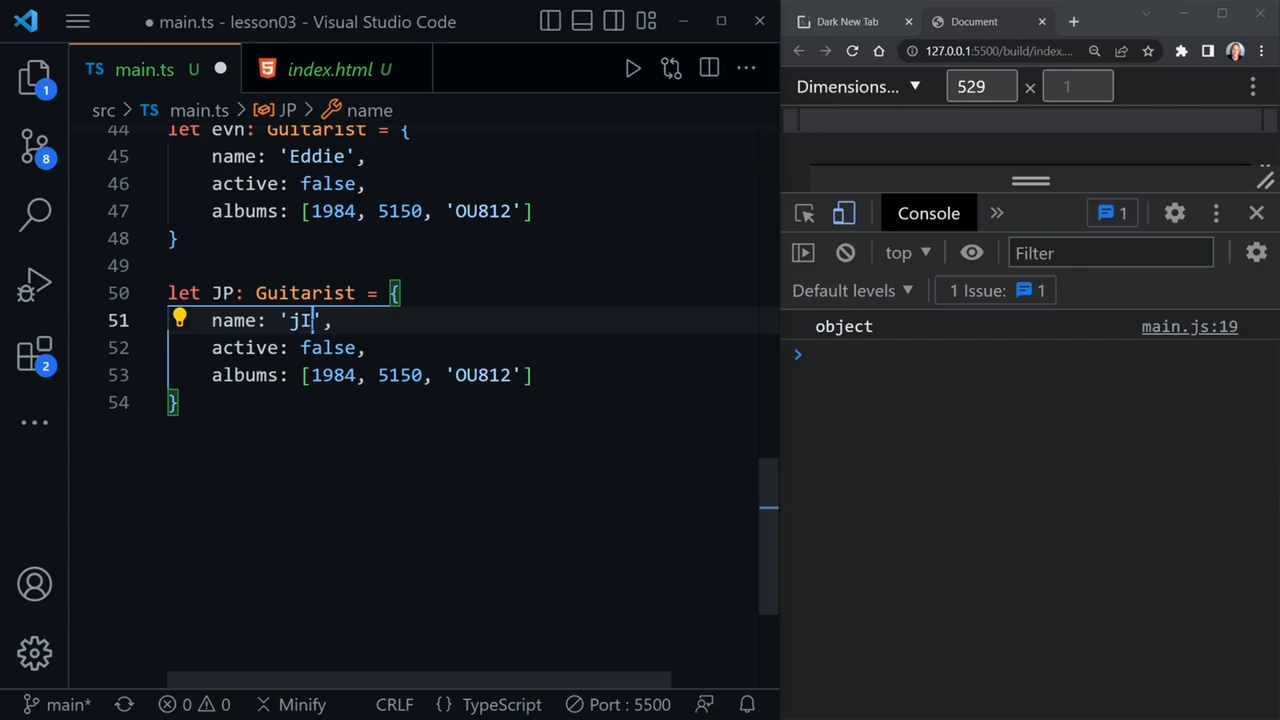 main.ts - lesson03 - Visual Studio Code
TS main.ts U
index.html U
src > TS main.ts > JP > name
44 let evh: Guitarist = {
45 name: 'Eddie',
46 active: false,
47 albums: [1984, 5150, 'OU812']
48 }
49
50 let JP: Guitarist = {
51 name: 'jI',
52 active: false,
53 albums: [1984, 5150, 'OU812']
54 }
1
8
2
main* 0 0 Minify CRLF {} TypeScript Port : 5500
Dark New Tab
Document
127.0.0.1:5500/build/index....
Dimensions... 529 × 1
Console » 1
top Filter
Default levels 1 Issue: 1
object main.js:19